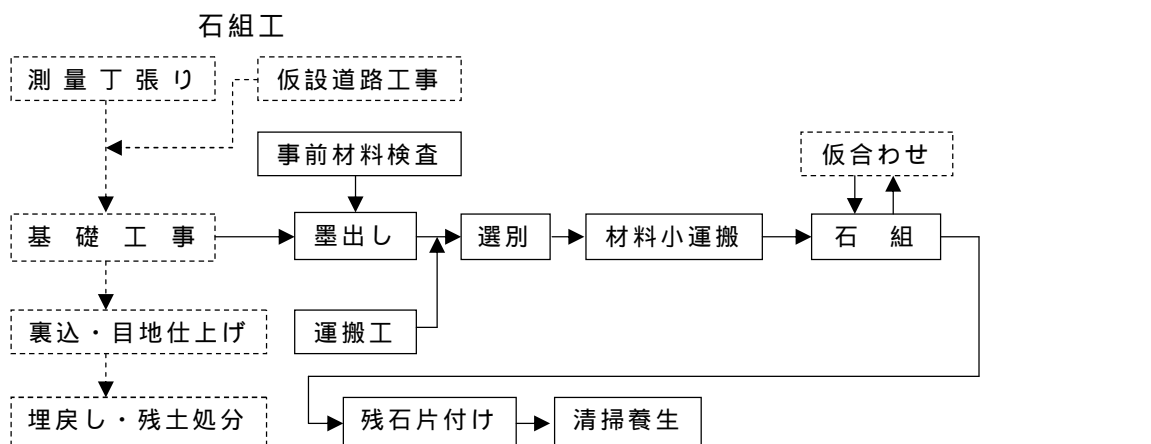 石組工
測量丁張り
仮設道路工事
事前材料検査
仮合わせ
基礎工事
墨出し
選別
材料小運搬
石組
裏込・目地仕上げ
運搬工
埋戻し・残土処分
残石片付け
清掃養生